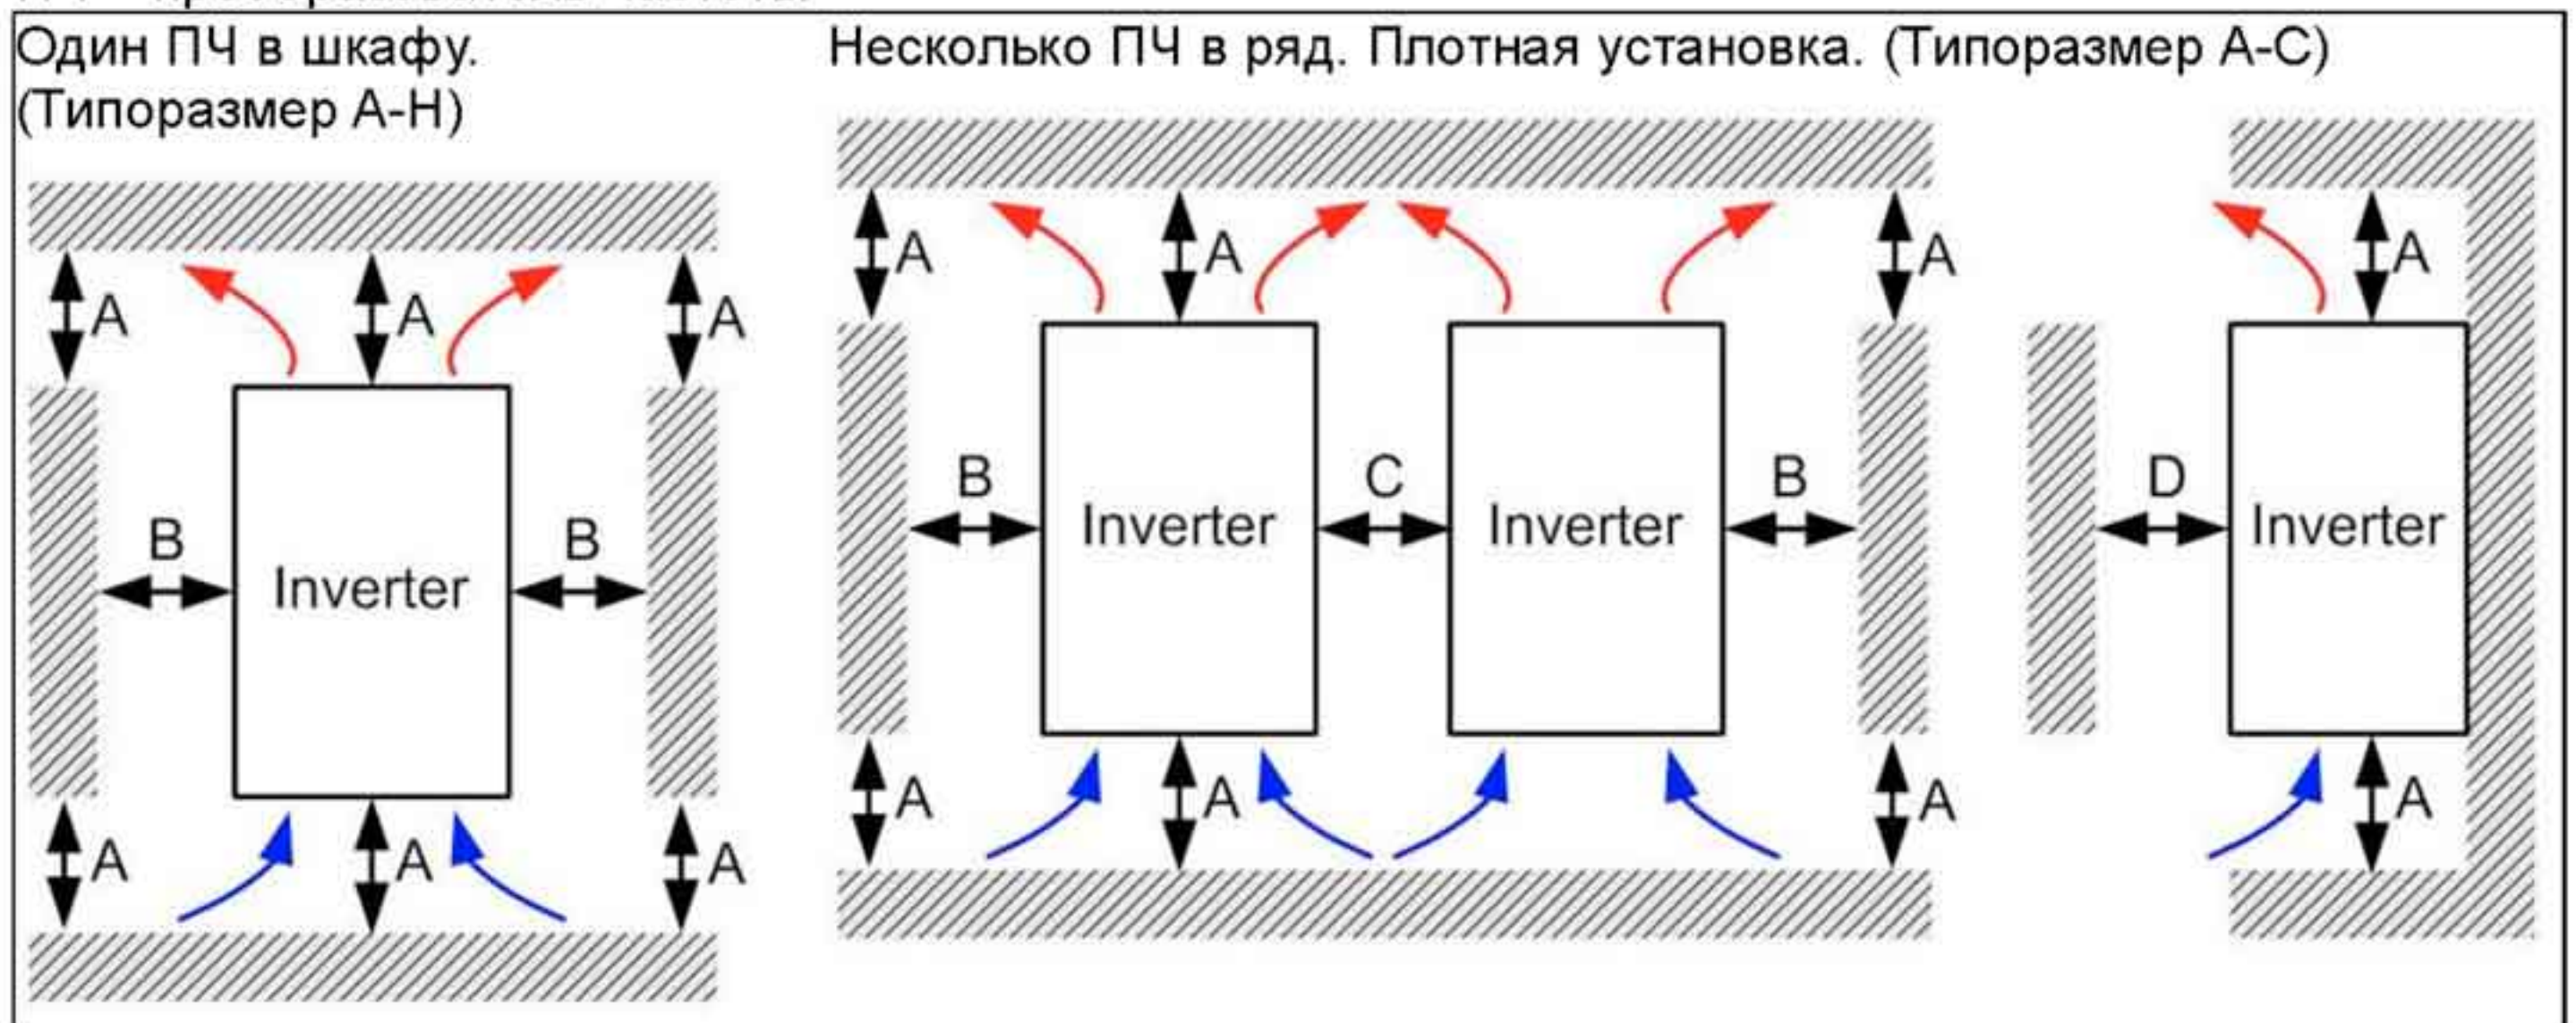 Один ПЧ в шкафу.
(Типоразмер A-H)
Несколько ПЧ в ряд. Плотная установка. (Типоразмер A-C)
A A A
B Inverter B
A A A
A A A A
B Inverter C Inverter B D Inverter
A A A A